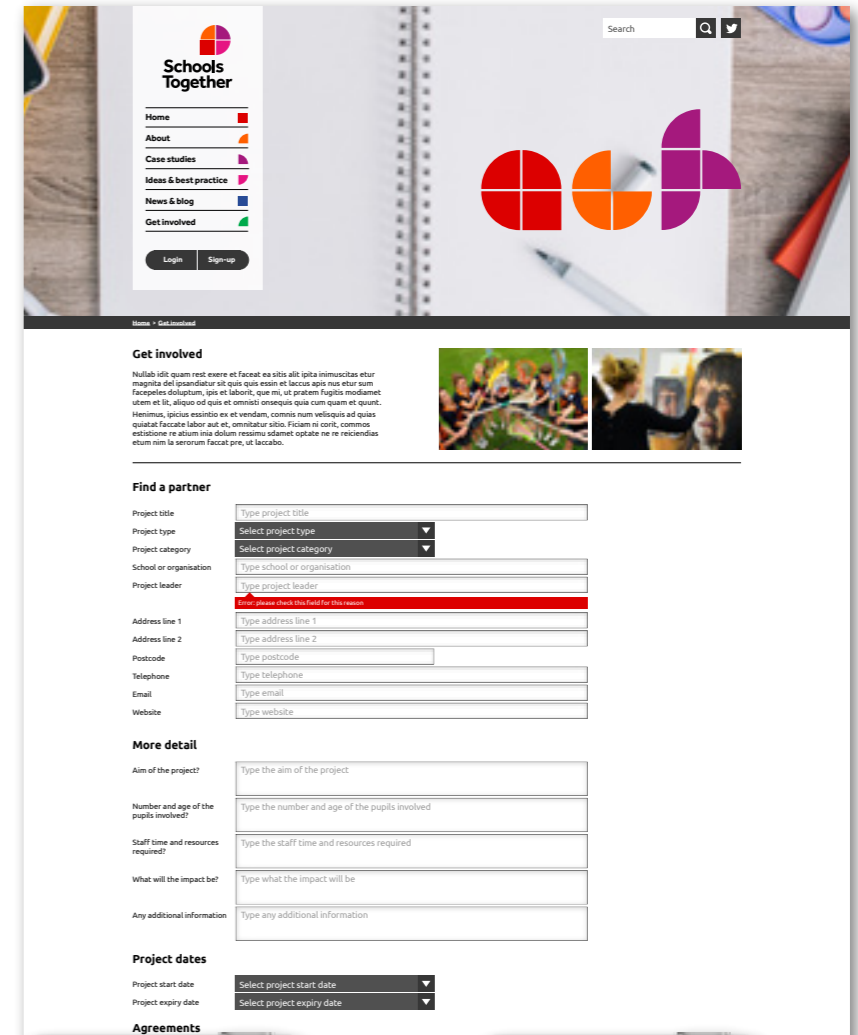 Schools
Together
Home
About
Case studies
Ideas & best practice
News & blog
Get involved
Login Sign-up
Search
act
Home > Get involved
Get involved
Nullab idit quam rest exere et faceat ea sitis alit ipita inimuscitas etur
magnita del ipsandiatur sit quis quis essin et laccus apis nus etur sum
facepeles doluptum, ipis et laborit, que mi, ut pratem fugitis modiamet
utem et lit, aliquo od quis et omnisti onsequis quia cum quam et quunt.
Henimus, ipicius essintio ex et vendam, comnis num velisquis ad quias
quiatat faccate labor aut et, omnitatur sitio. Ficiam ni corit, commos
estistione re atium inia dolum ressimu sdamet optate ne re reiciendias
etum nim la serorum faccat pre, ut laccabo.
Find a partner
Project title Type project title
Project type Select project type
Project category Select project category
School or organisation Type school or organisation
Project leader Type project leader
Error: please check this field for this reason
Address line 1 Type address line 1
Address line 2 Type address line 2
Postcode Type postcode
Telephone Type telephone
Email Type email
Website Type website
More detail
Aim of the project? Type the aim of the project
Number and age of the Type the number and age of the pupils involved
pupils involved?
Staff time and resources Type the staff time and resources required
required?
What will the impact be? Type what the impact will be
Any additional information Type any additional information
Project dates
Project start date Select project start date
Project expiry date Select project expiry date
Agreements